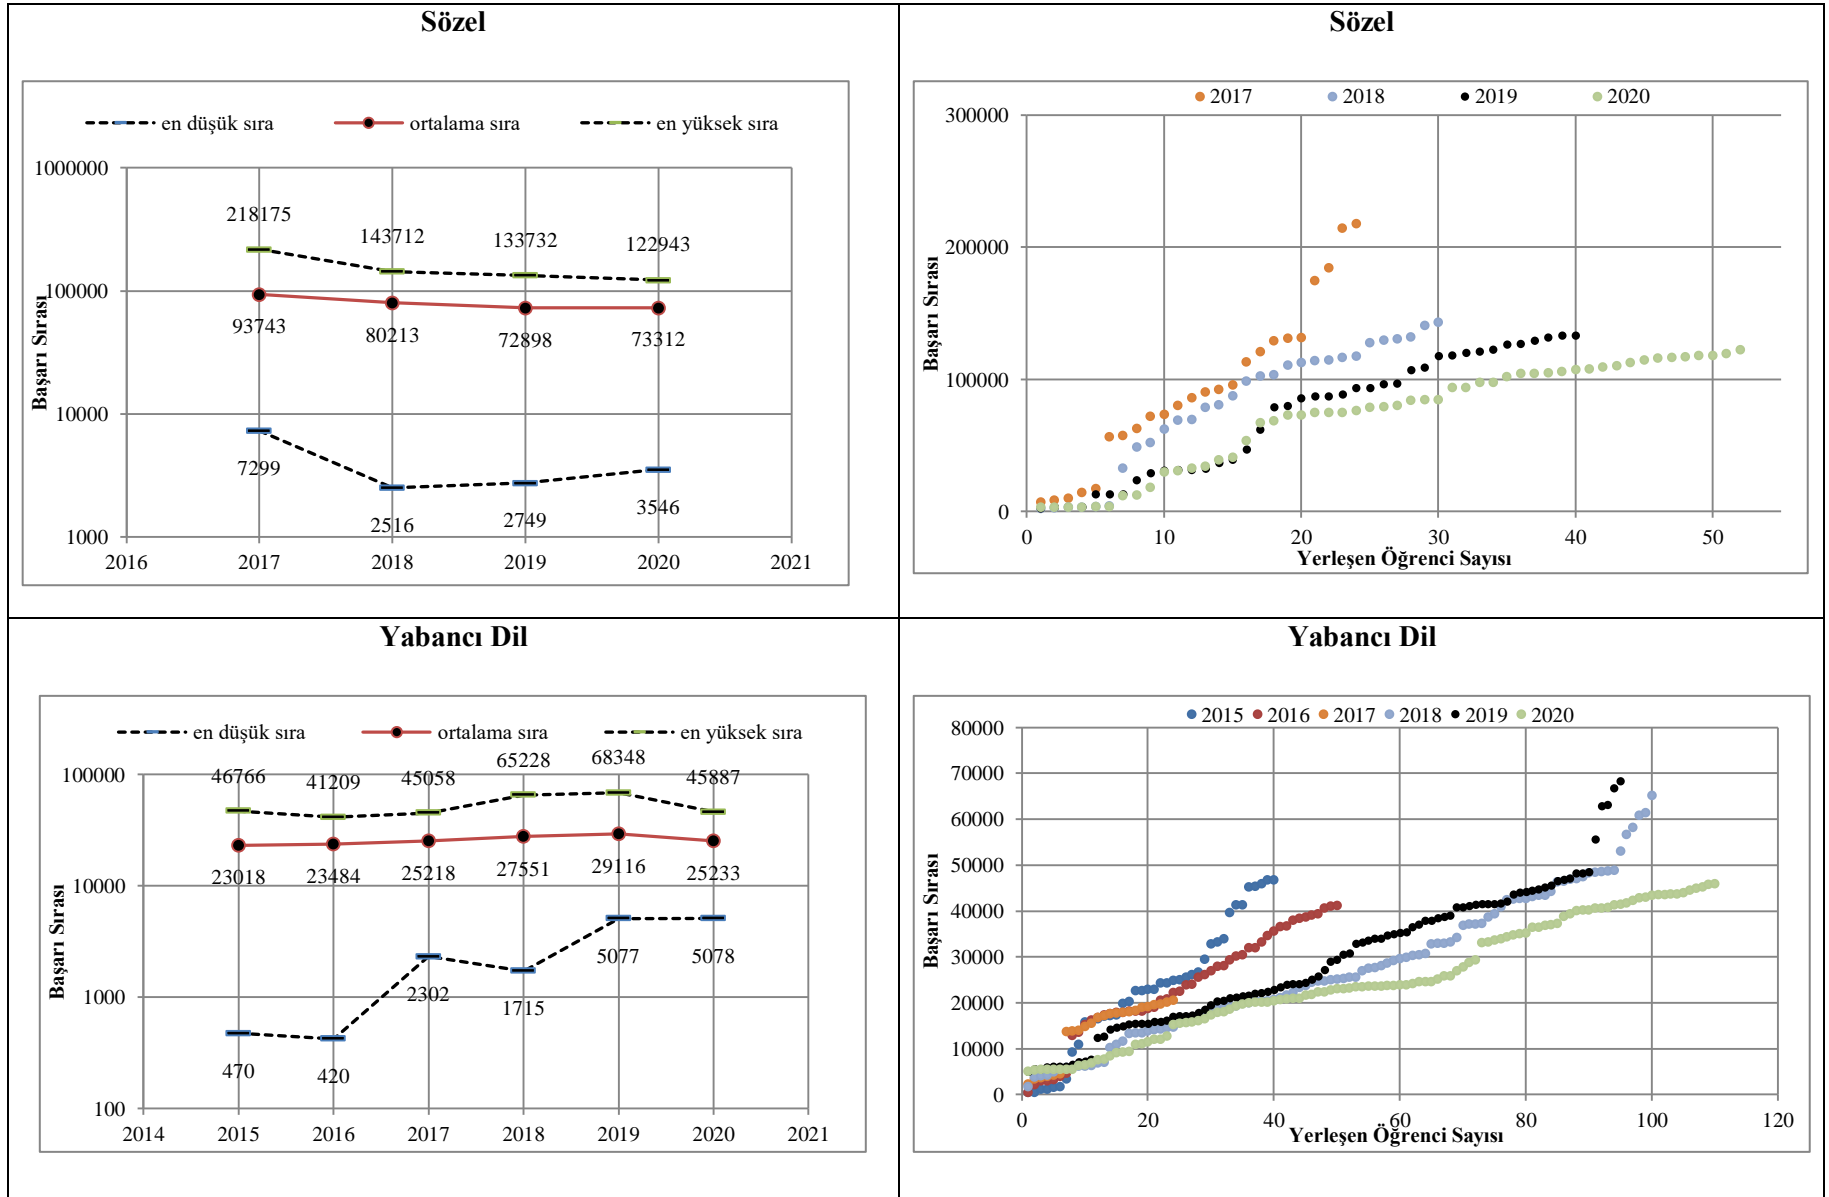 Sözel
en düşük sıra ortalama sıra en yüksek sıra
1000000
100000
10000
1000
Başarı Sırası
218175 143712 133732 122943
93743 80213 72898 73312
7299 2516 2749 3546
2016 2017 2018 2019 2020 2021
Sözel
2017 2018 2019 2020
300000
200000
100000
0
Başarı Sırası
0 10 20 30 40 50
Yerleşen Öğrenci Sayısı
Yabancı Dil
en düşük sıra ortalama sıra en yüksek sıra
100000
10000
1000
100
Başarı Sırası
46766 41209 45058 65228 68348 45887
23018 23484 25218 27551 29116 25233
470 420 2302 1715 5077 5078
2014 2015 2016 2017 2018 2019 2020 2021
Yabancı Dil
2015 2016 2017 2018 2019 2020
80000
70000
60000
50000
40000
30000
20000
10000
0
Başarı Sırası
0 20 40 60 80 100 120
Yerleşen Öğrenci Sayısı